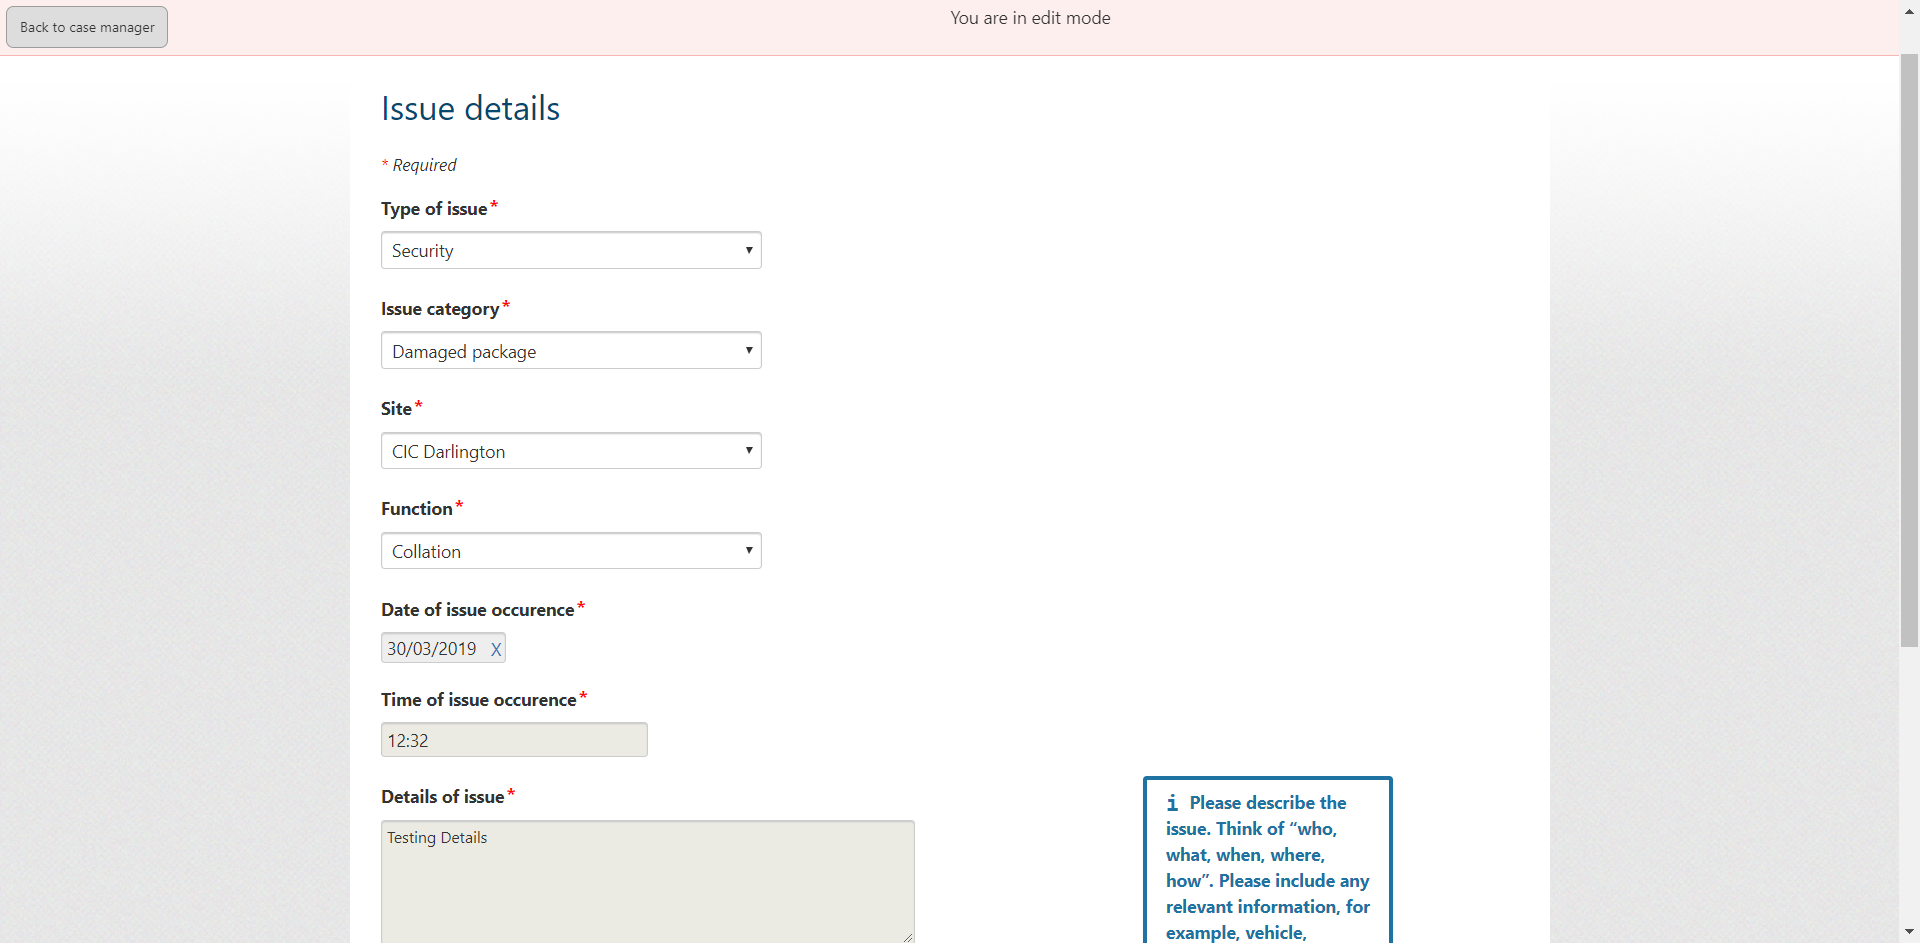 Back to case manager
You are in edit mode
Issue details
* Required
Type of issue*
Security
Issue category*
Damaged package
Site*
CIC Darlington
Function*
Collation
Date of issue occurence*
30/03/2019 X
Time of issue occurence*
12:32
Details of issue*
Testing Details
i Please describe the
issue. Think of “who,
what, when, where,
how”. Please include any
relevant information, for
example, vehicle,